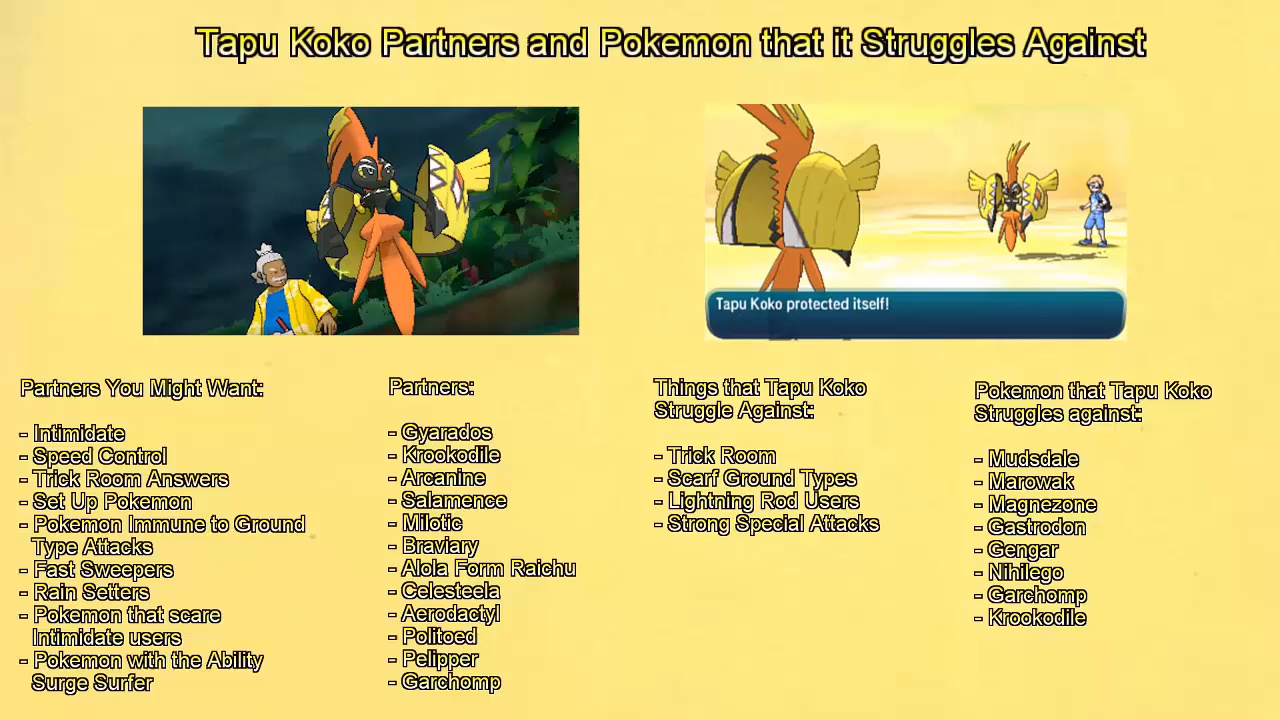 Tapu Koko Partners and Pokemon that it Struggles Against
Tapu Koko protected itself!
Partners You Might Want:
- Intimidate
- Speed Control
- Trick Room Answers
- Set Up Pokemon
- Pokemon Immune to Ground
Type Attacks
- Fast Sweepers
- Rain Setters
- Pokemon that scare
Intimidate users
- Pokemon with the Ability
Surge Surfer
Partners:
- Gyarados
- Krookodile
- Arcanine
- Salamence
- Milotic
- Braviary
- Alola Form Raichu
- Celesteela
- Aerodactyl
- Politoed
- Pelipper
- Garchomp
Things that Tapu Koko
Struggle Against:
- Trick Room
- Scarf Ground Types
- Lightning Rod Users
- Strong Special Attacks
Pokemon that Tapu Koko
Struggles against:
- Mudsdale
- Marowak
- Magnezone
- Gastrodon
- Gengar
- Nihilego
- Garchomp
- Krookodile